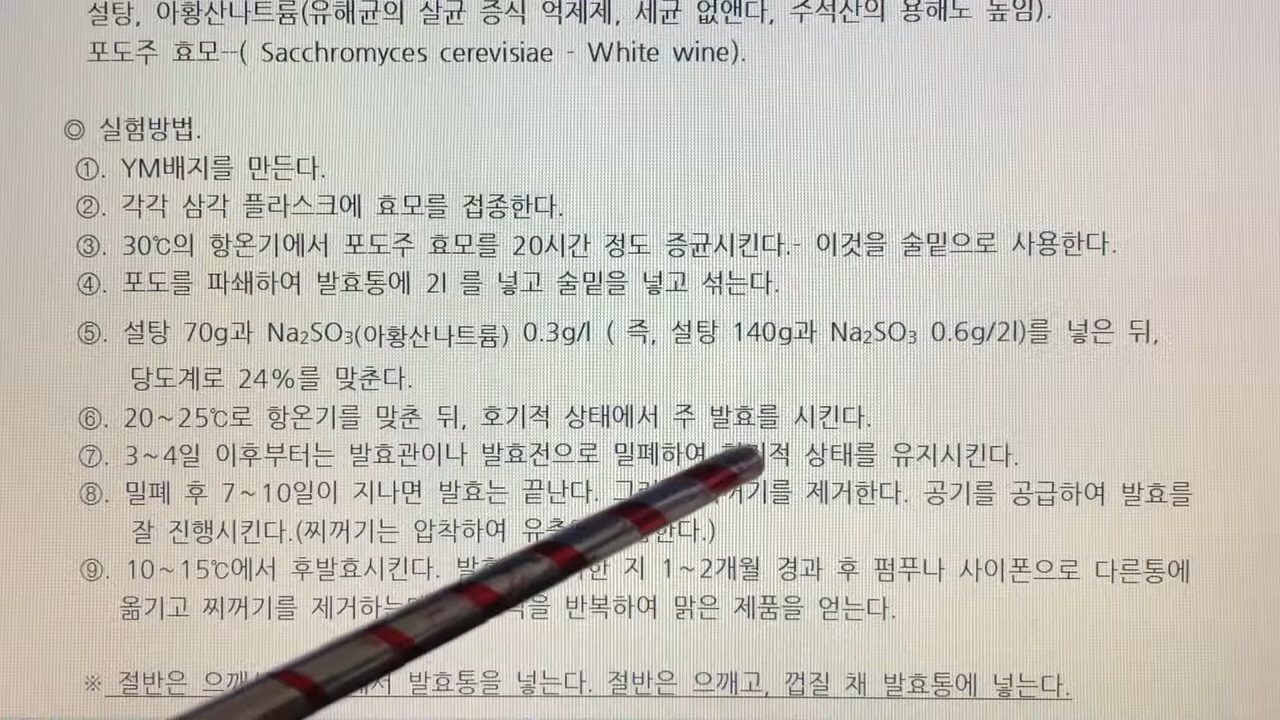 설탕, 아황산나트륨(유해균의 살균 증식 억제제, 세균 없앤다, 주석산의 용해도 높임).
포도주 효모--( Sacchromyces cerevisiae - White wine).
◎ 실험방법.
①. YM배지를 만든다.
②. 각각 삼각 플라스크에 효모를 접종한다.
③. 30℃의 항온기에서 포도주 효모를 20시간 정도 증균시킨다.- 이것을 술밑으로 사용한다.
④. 포도를 파쇄하여 발효통에 2l 를 넣고 술밑을 넣고 섞는다.
⑤. 설탕 70g과 Na₂SO₃(아황산나트륨) 0.3g/l ( 즉, 설탕 140g과 Na₂SO₃ 0.6g/2l)를 넣은 뒤,
당도계로 24%를 맞춘다.
⑥. 20~25℃로 항온기를 맞춘 뒤, 호기적 상태에서 주 발효를 시킨다.
⑦. 3~4일 이후부터는 발효관이나 발효전으로 밀폐하여 상태를 유지시킨다.
⑧. 밀폐 후 7~10일이 지나면 발효는 끝난다. 제거한다. 공기를 공급하여 발효를
잘 진행시킨다.(찌꺼기는 압착하여
⑨. 10~15℃에서 후발효시킨다. 지 1~2개월 경과 후 펌푸나 사이폰으로 다른통에
옮기고 찌꺼기를 반복하여 맑은 제품을 얻는다.
※ 절반은 발효통을 넣는다. 절반은 으깨고, 껍질 채 발효통에 넣는다.